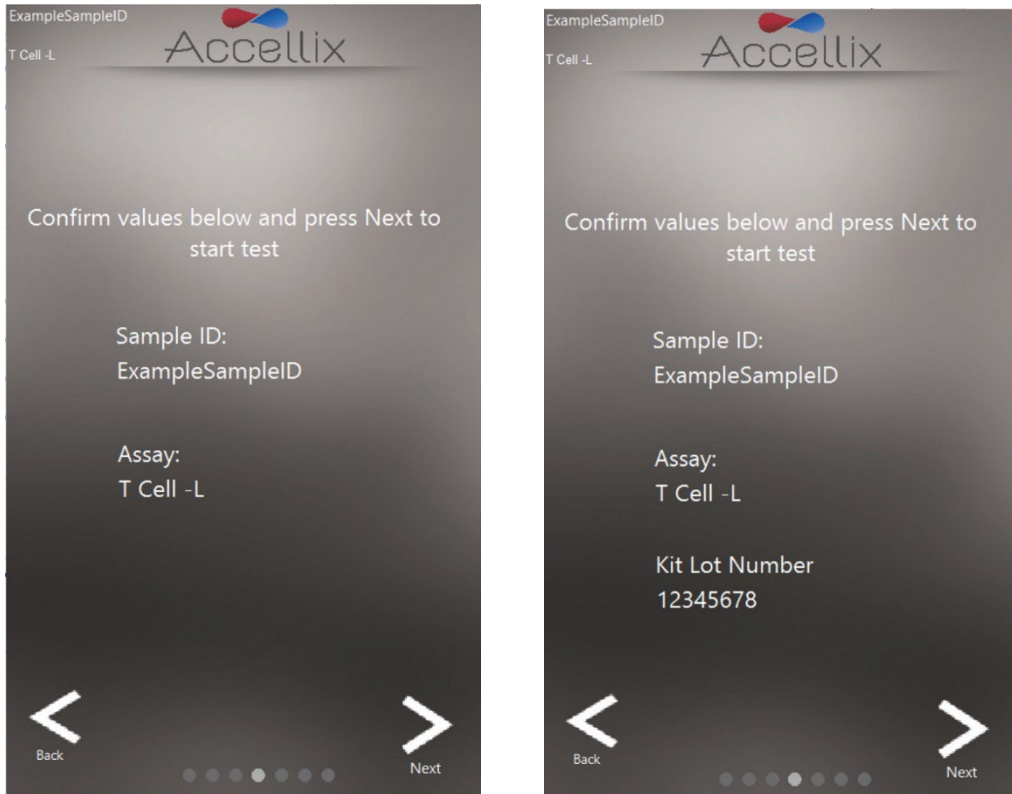 ExampleSampleID
T Cell -L
Accellix
Confirm values below and press Next to
start test
Sample ID:
ExampleSampleID
Assay:
T Cell -L
Back
Next
ExampleSampleID
T Cell -L
Accellix
Confirm values below and press Next to
start test
Sample ID:
ExampleSampleID
Assay:
T Cell -L
Kit Lot Number
12345678
Back
Next